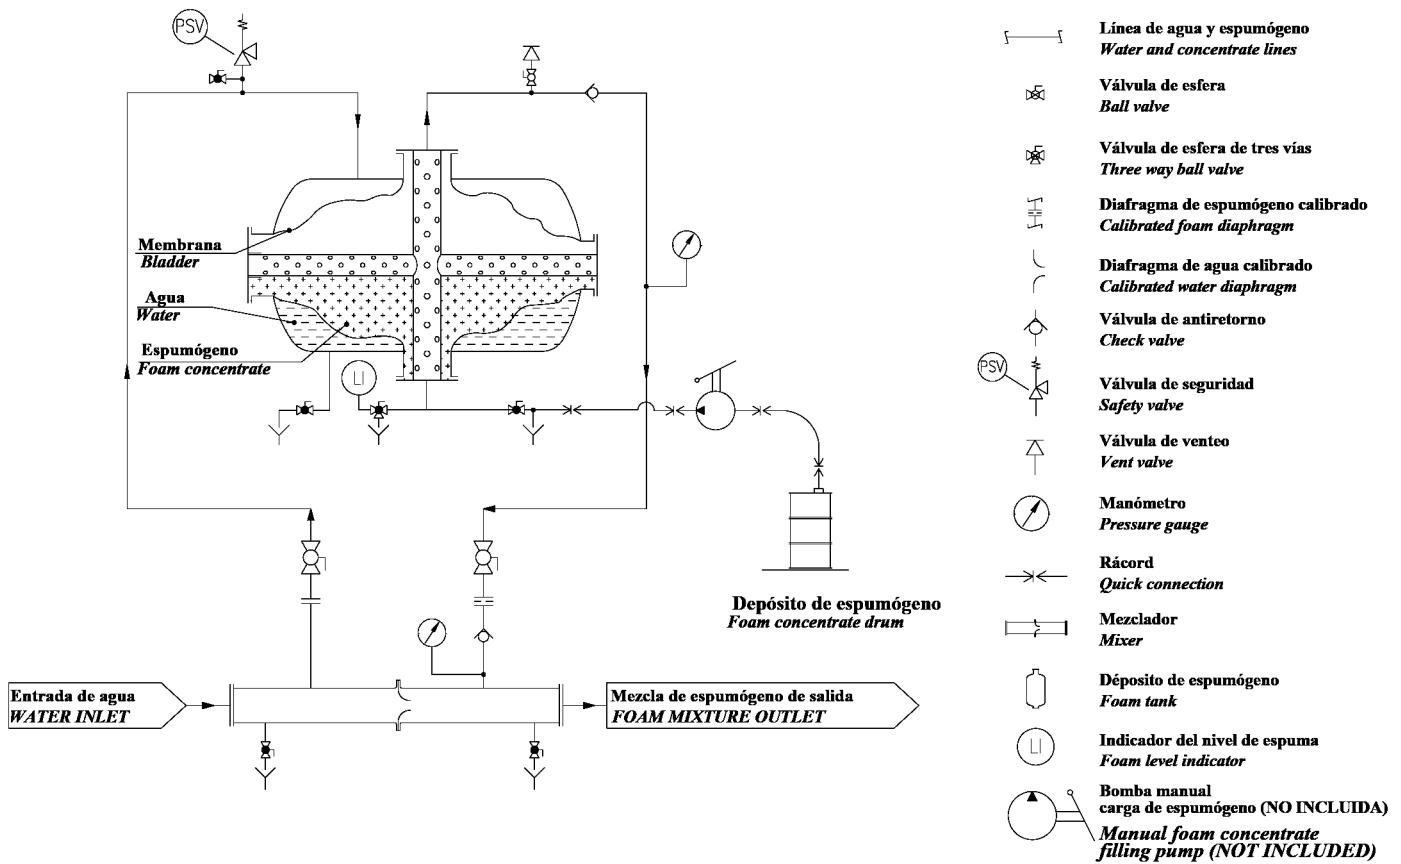 PSV
Membrana
Bladder
Agua
Water
Espumógeno
Foam concentrate
LI
Depósito de espumógeno
Foam concentrate drum
Entrada de agua
WATER INLET
Mezcla de espumógeno de salida
FOAM MIXTURE OUTLET
Línea de agua y espumógeno
Water and concentrate lines
Válvula de esfera
Ball valve
Válvula de esfera de tres vías
Three way ball valve
Diafragma de espumógeno calibrado
Calibrated foam diaphragm
Diafragma de agua calibrado
Calibrated water diaphragm
Válvula de antiretorno
Check valve
PSV
Válvula de seguridad
Safety valve
Válvula de venteo
Vent valve
Manómetro
Pressure gauge
Rácord
Quick connection
Mezclador
Mixer
Déposito de espumógeno
Foam tank
LI
Indicador del nivel de espuma
Foam level indicator
Bomba manual
carga de espumógeno (NO INCLUIDA)
Manual foam concentrate
filling pump (NOT INCLUDED)